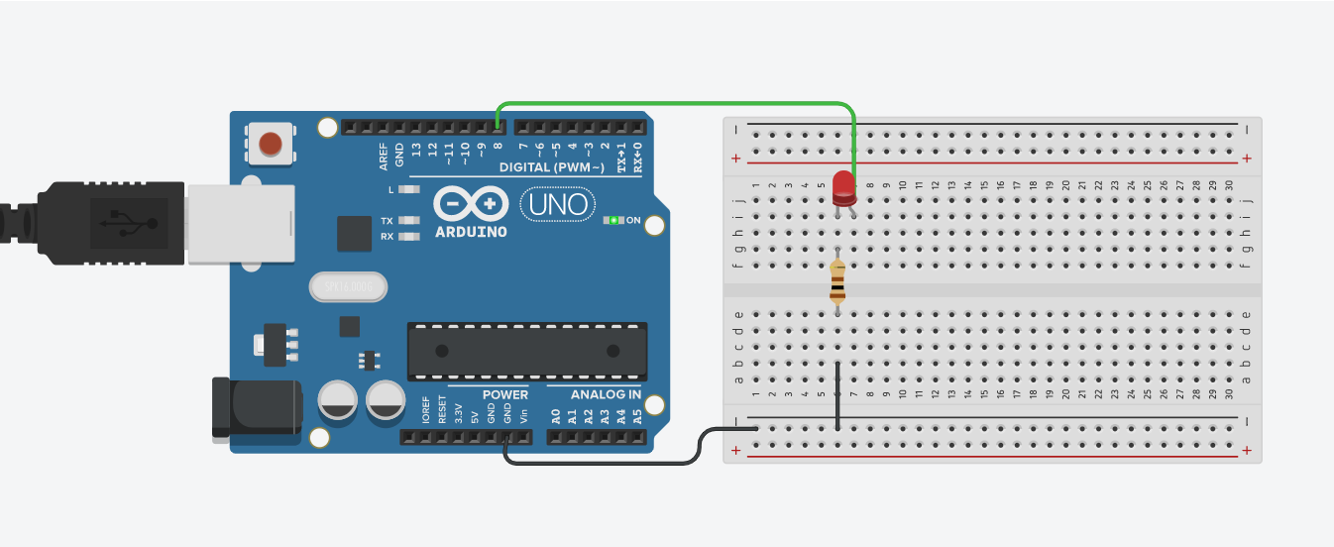 AREF
GND
13
12
~11
~10
~9
8
7
~6
~5
4
~3
2
TX→1
RX←0
DIGITAL (PWM~)
L
TX
RX
UNO
ARDUINO
ON
POWER
ANALOG IN
IOREF
RESET
3.3V
5V
GND
GND
Vin
A0
A1
A2
A3
A4
A5
− −
+ +
1 2 3 4 5 7 8 9 10 11 12 13 14 15 16 17 18 19 20 21 22 23 24 25 26 27 28 29 30
j j
i i
h h
g g
f f
e e
d d
c c
b b
a a
1 2 3 4 5 7 8 9 10 11 12 13 14 15 16 17 18 19 20 21 22 23 24 25 26 27 28 29 30
− −
+ +